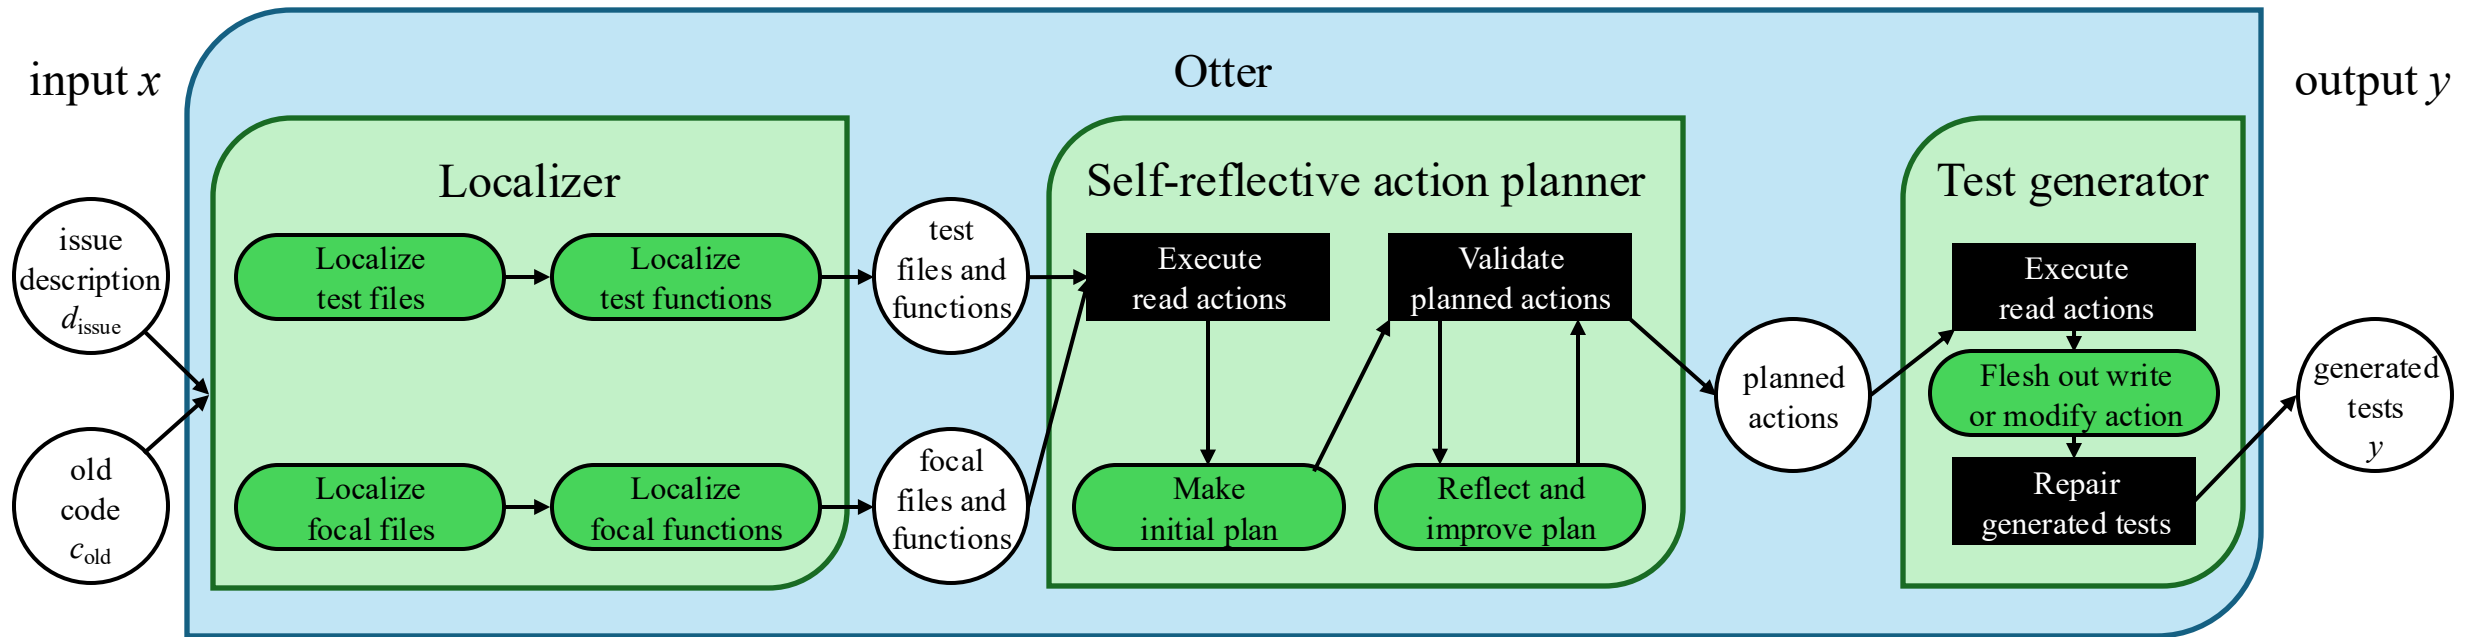 input x
Otter
output y
Localizer
Self-reflective action planner
Test generator
issue
description
d_issue
old
code
c_old
Localize
test files
Localize
test functions
Localize
focal files
Localize
focal functions
test
files and
functions
focal
files and
functions
Execute
read actions
Validate
planned actions
Make
initial plan
Reflect and
improve plan
planned
actions
Execute
read actions
Flesh out write
or modify action
Repair
generated tests
generated
tests
y